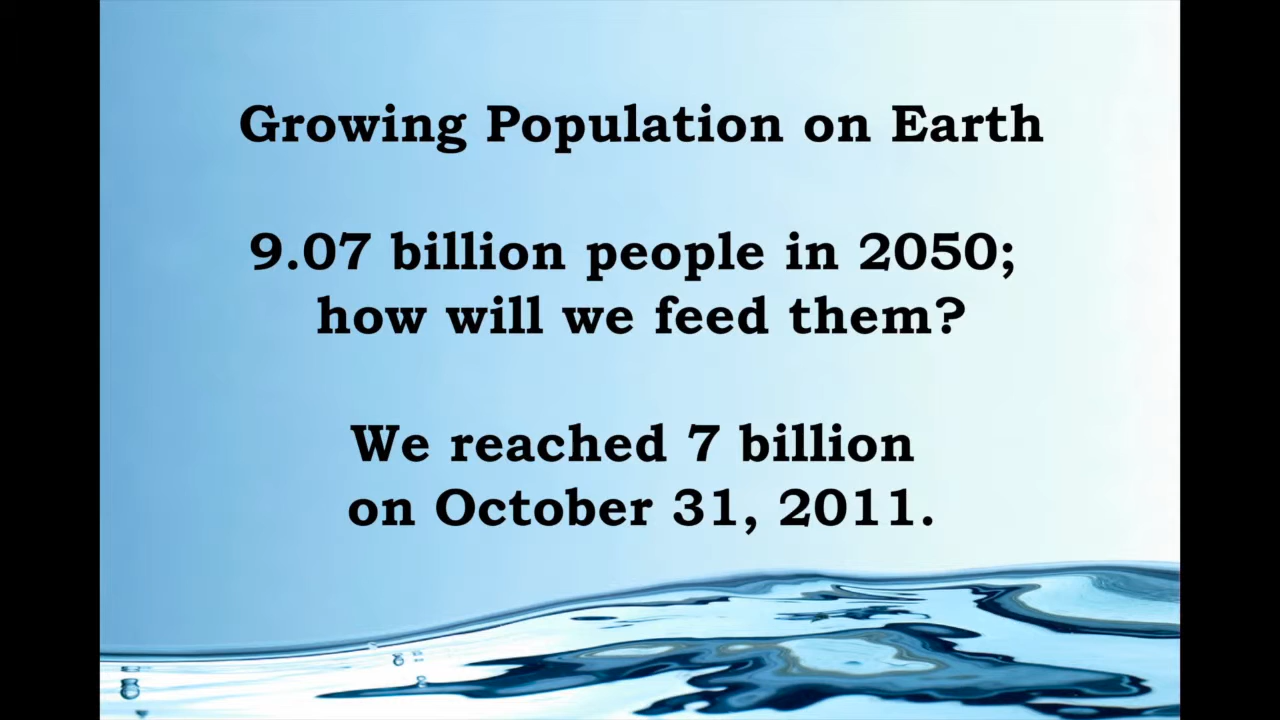 Growing Population on Earth
9.07 billion people in 2050;
how will we feed them?
We reached 7 billion
on October 31, 2011.